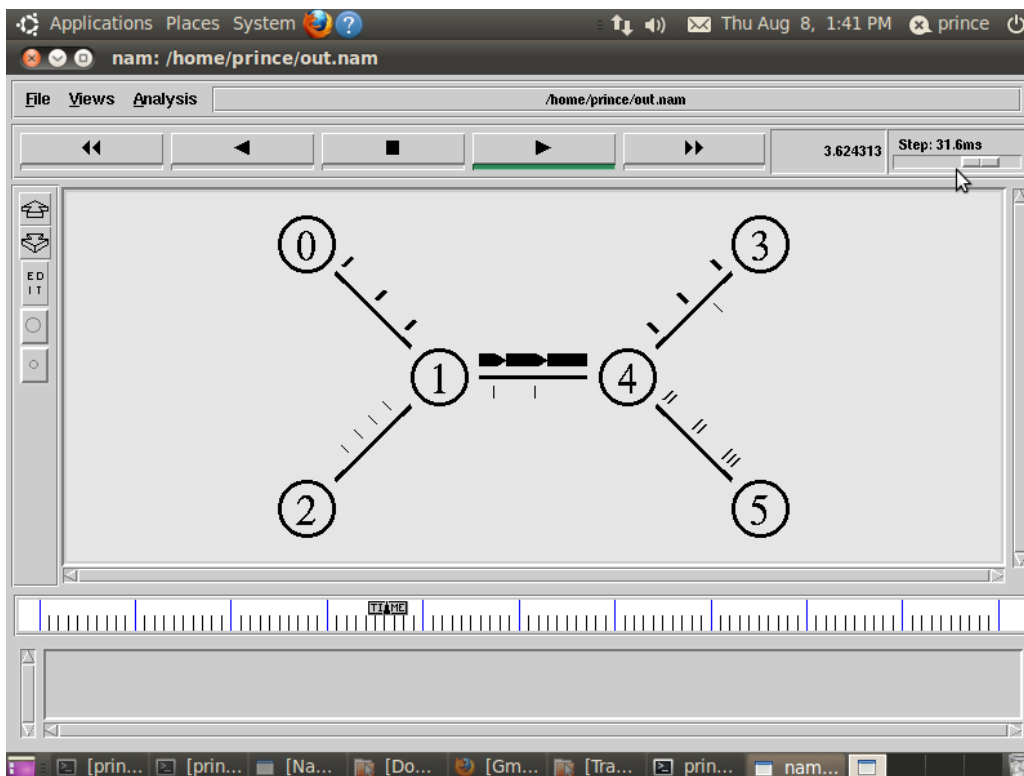 Applications Places System ? Thu Aug 8, 1:41 PM prince
nam: /home/prince/out.nam
File Views Analysis /home/prince/out.nam
3.624313 Step: 31.6ms
E D
I T
0 3
1 4
2 5
TIME
[prin... [prin... [Na... [Do... [Gm... [Tra... prin... nam...